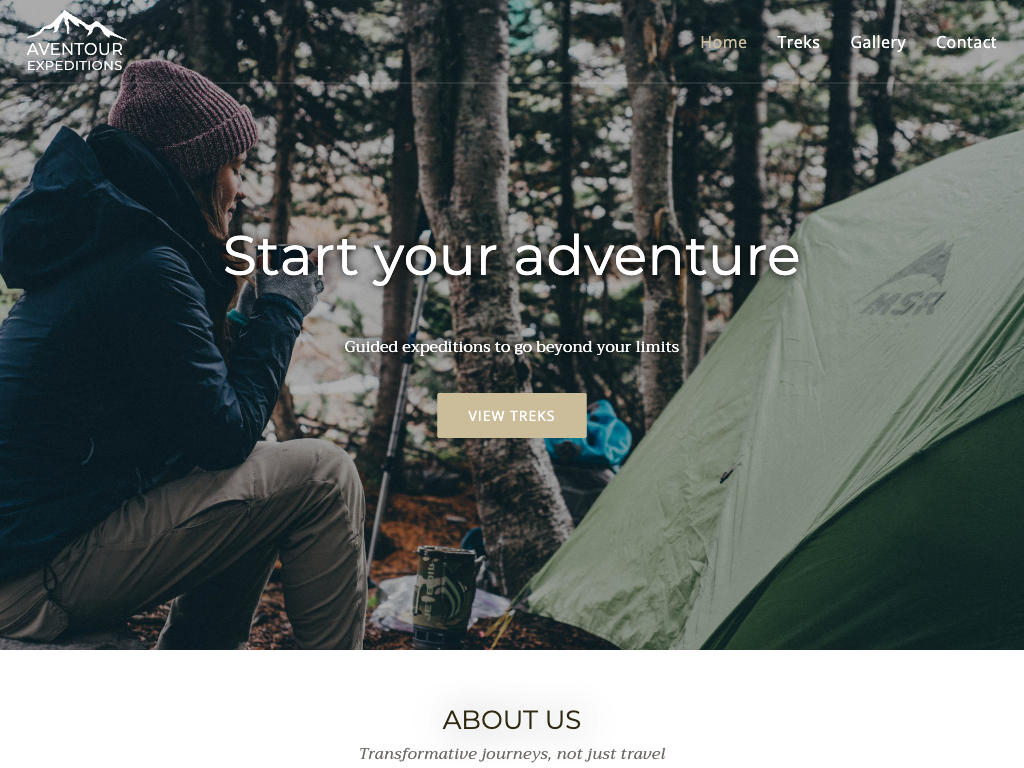 AVENTOUR
EXPEDITIONS
Home
Treks
Gallery
Contact
Start your adventure
MSR
Guided expeditions to go beyond your limits
VIEW TREKS
ABOUT US
Transformative journeys, not just travel